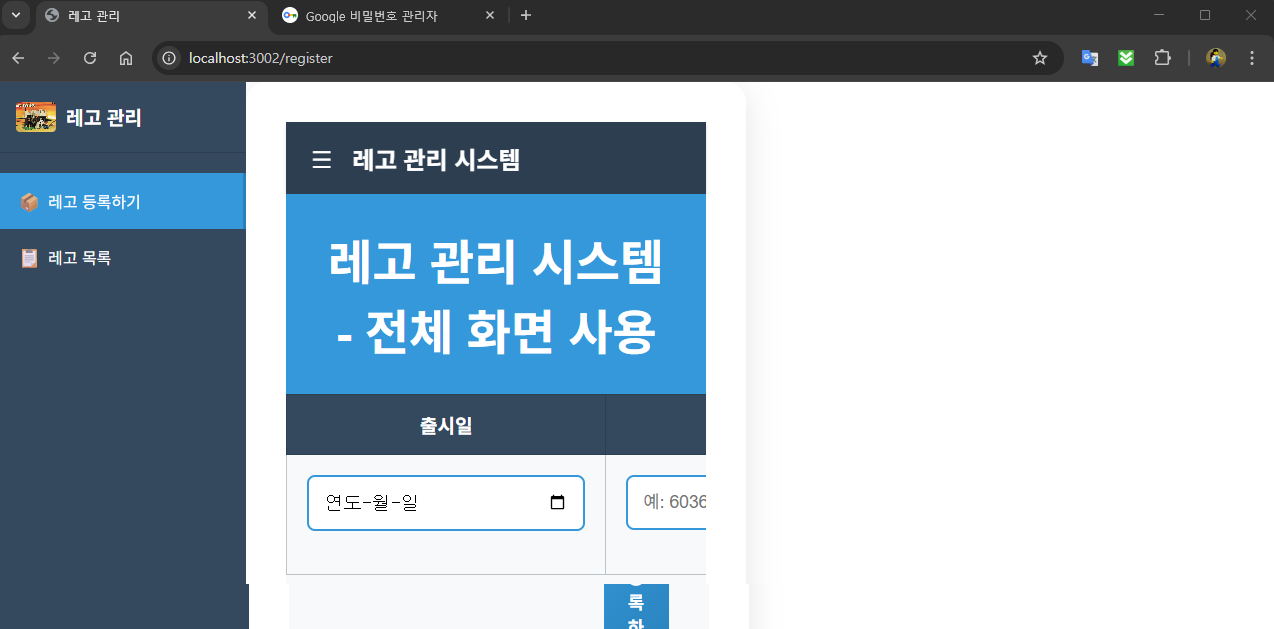 레고 관리
Google 비밀번호 관리자
localhost:3002/register
레고 관리
레고 등록하기
레고 목록
레고 관리 시스템
레고 관리 시스템
- 전체 화면 사용
출시일
연도-월-일
예: 6036
록
하